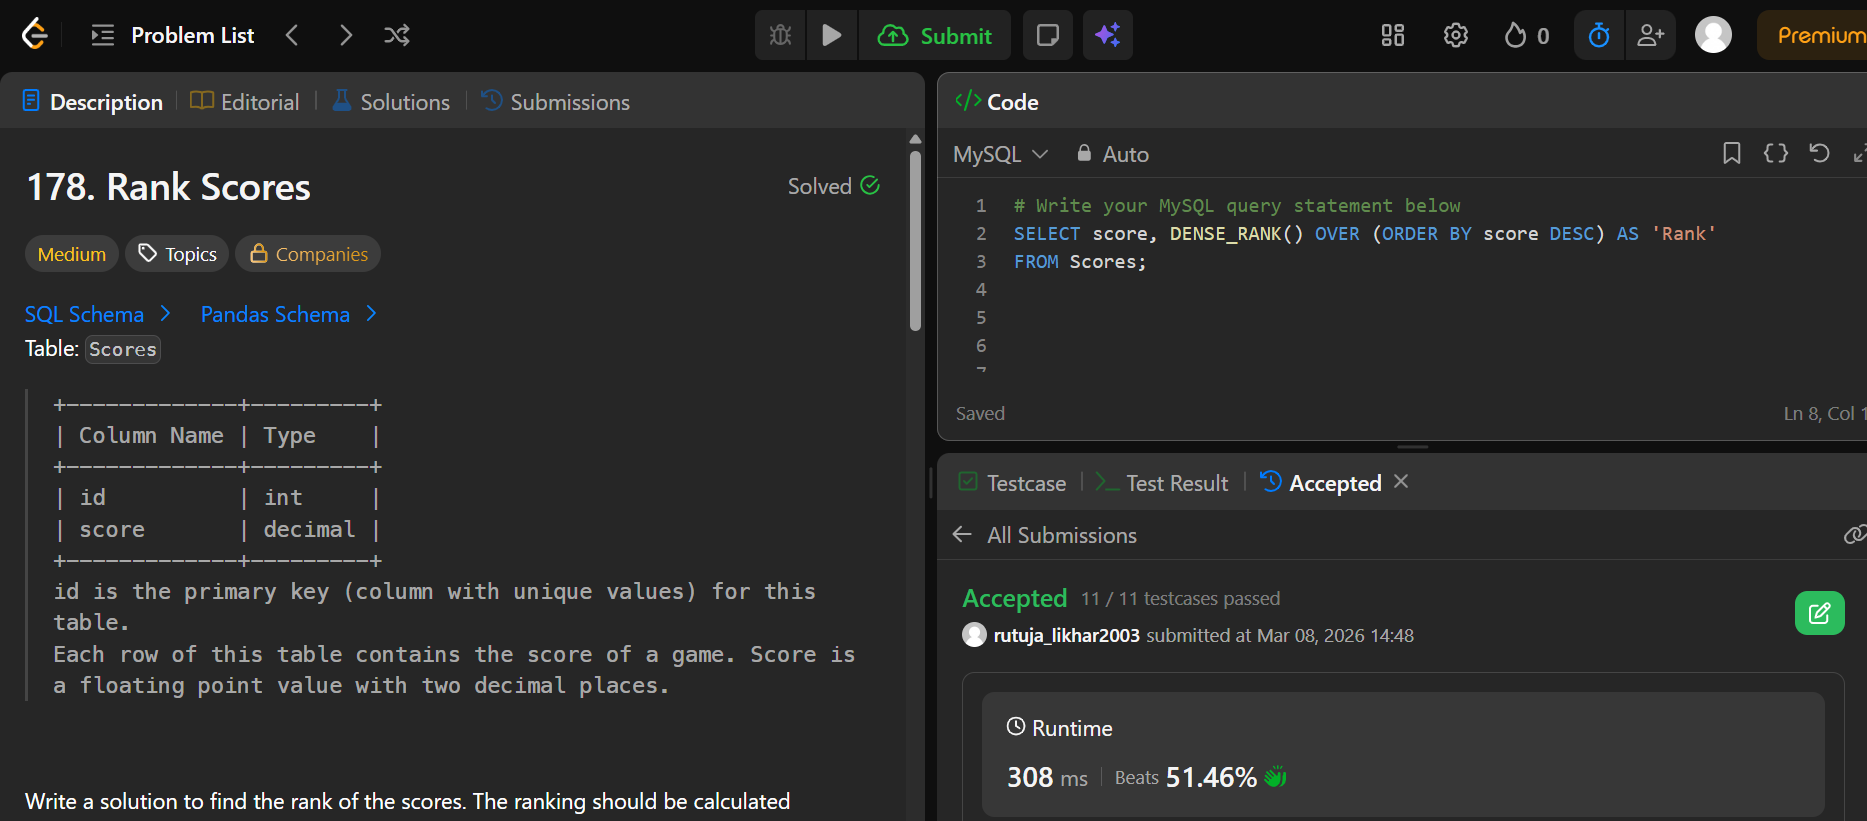 Problem List
Submit
0
Premium
Description
Editorial
Solutions
Submissions
178. Rank Scores
Solved
Medium
Topics
Companies
SQL Schema
Pandas Schema
Table: Scores
+-------------+---------+
| Column Name | Type    |
+-------------+---------+
| id          | int     |
| score       | decimal |
+-------------+---------+
id is the primary key (column with unique values) for this
table.
Each row of this table contains the score of a game. Score is
a floating point value with two decimal places.
Write a solution to find the rank of the scores. The ranking should be calculated
</> Code
MySQL
Auto
1 # Write your MySQL query statement below
2 SELECT score, DENSE_RANK() OVER (ORDER BY score DESC) AS 'Rank'
3 FROM Scores;
4
5
6
7
Saved
Ln 8, Col 1
Testcase
Test Result
Accepted
All Submissions
Accepted 11 / 11 testcases passed
rutuja_likhar2003 submitted at Mar 08, 2026 14:48
Runtime
308 ms
Beats 51.46%